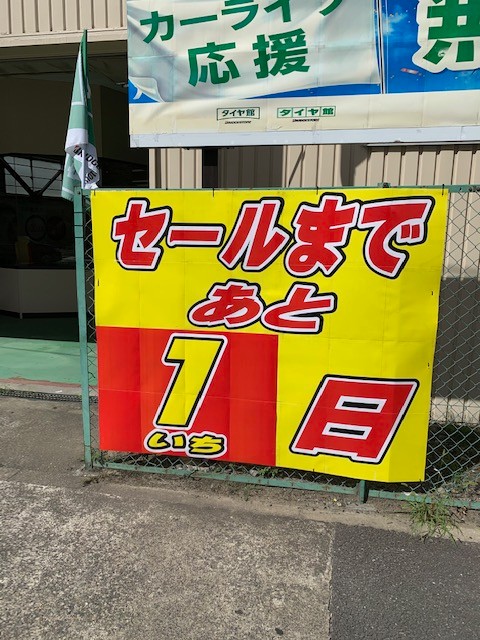 カーライフ
応援
タイヤ館 タイヤ館
セールまで
あと
1
いち
日